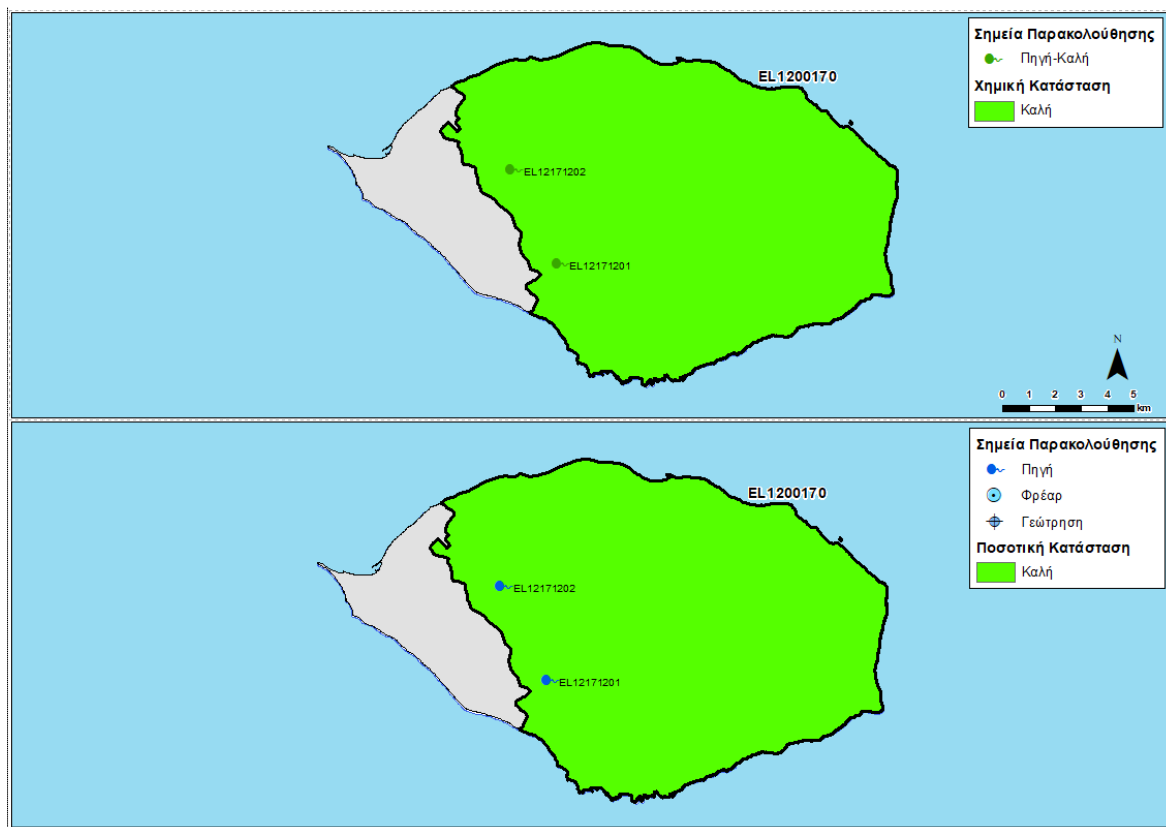 Σημεία Παρακολούθησης
Πηγή-Καλή
Χημική Κατάσταση
Καλή
EL1200170
EL12171202
EL12171201
N
0 1 2 3 4 5
km
Σημεία Παρακολούθησης
Πηγή
Φρέαρ
Γεώτρηση
Ποσοτική Κατάσταση
Καλή
EL1200170
EL12171202
EL12171201